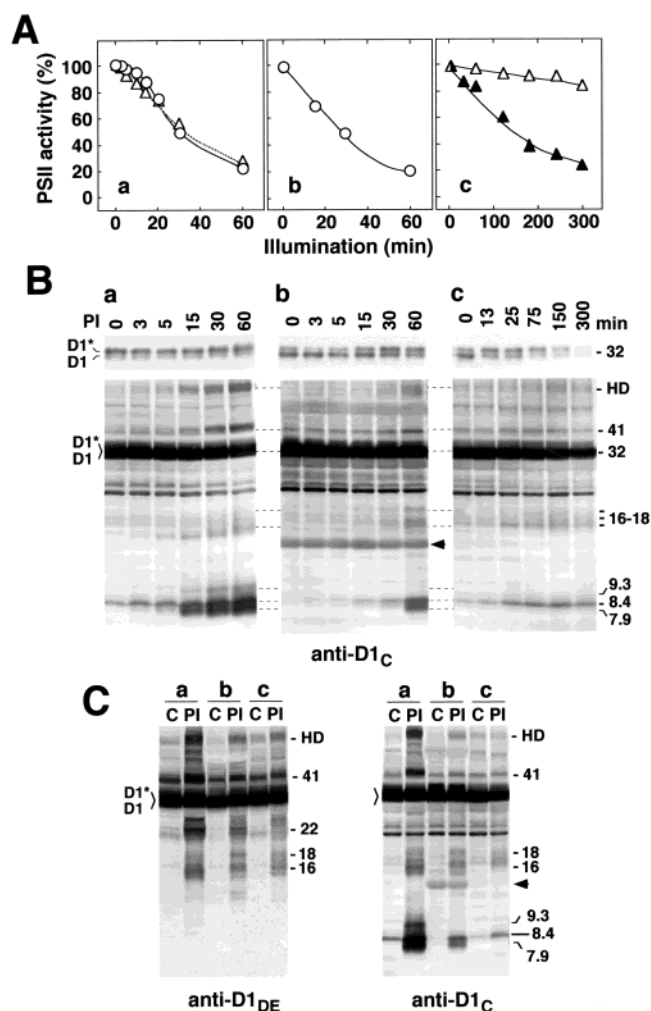 A
PSII activity (%)
100
80
60
40
20
0
a
b
c
0 20 40 60
0 20 40 60
0 100 200 300
Illumination (min)
B
a
b
c
PI 0 3 5 15 30 60
0 3 5 15 30 60
0 13 25 75 150 300 min
D1*
D1
- 32
- HD
- 41
D1*
D1
- 32
16-18
9.3
8.4
7.9
anti-D1C
C
a b c
C PI C PI C PI
- HD
- 41
D1*
D1
- 22
- 18
- 16
anti-D1DE
a b c
C PI C PI C PI
- HD
- 41
- 18
- 16
9.3
8.4
7.9
anti-D1C